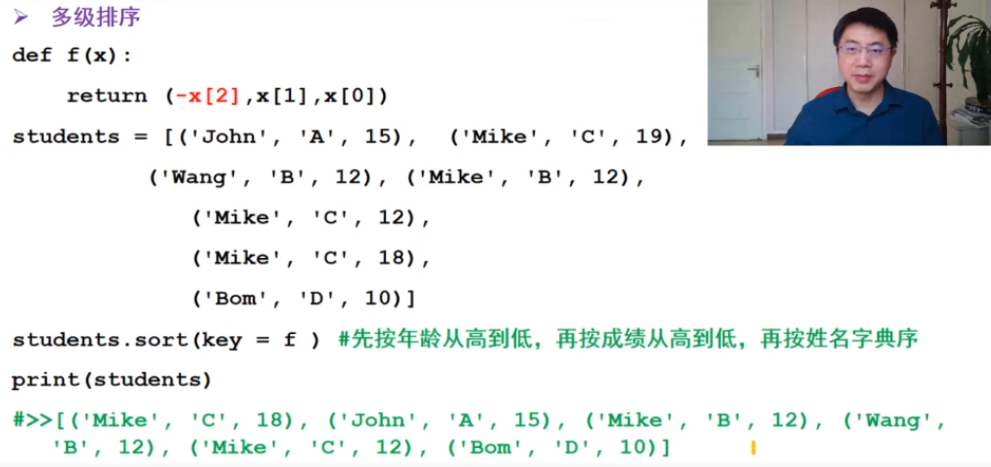 ➢ 多级排序
def f(x):
    return (-x[2],x[1],x[0])
students = [('John', 'A', 15),  ('Mike', 'C', 19),
('Wang', 'B', 12), ('Mike', 'B', 12),
('Mike', 'C', 12),
('Mike', 'C', 18),
('Bom', 'D', 10)]
students.sort(key = f ) #先按年龄从高到低，再按成绩从高到低，再按姓名字典序
print(students)
#>>[('Mike', 'C', 18), ('John', 'A', 15), ('Mike', 'B', 12), ('Wang',
'B', 12), ('Mike', 'C', 12), ('Bom', 'D', 10)]